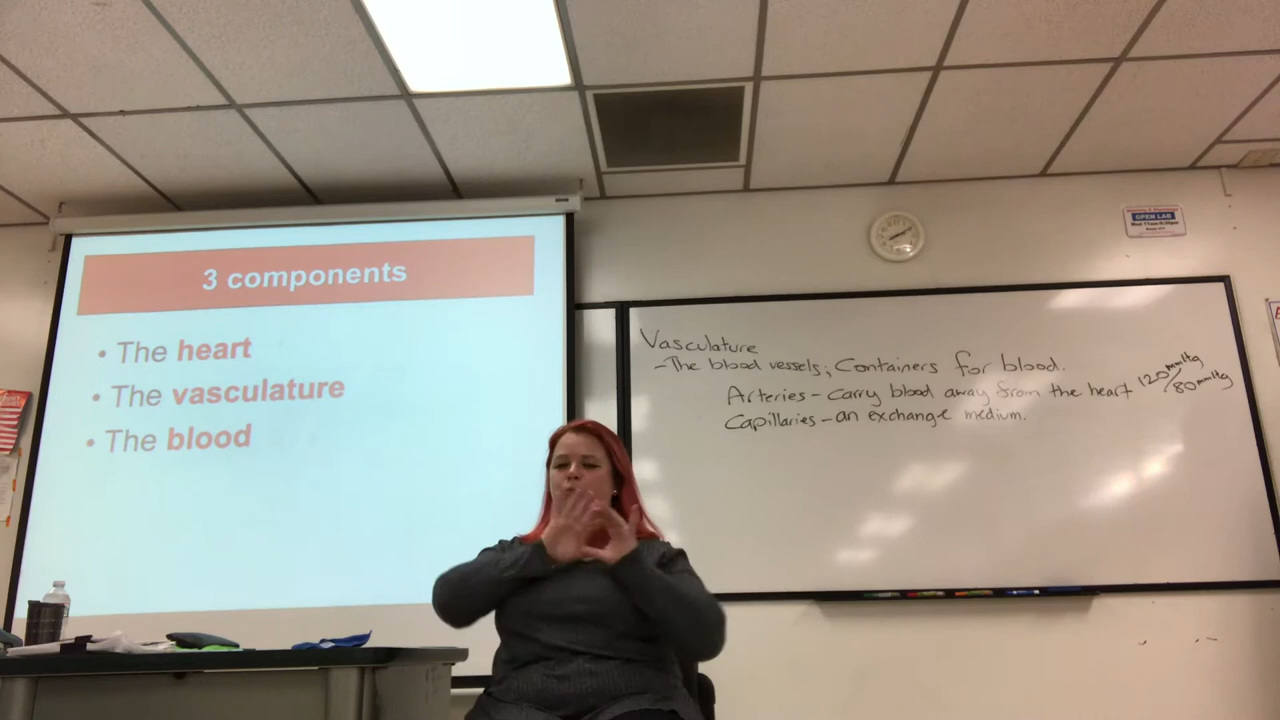 3 components
• The heart
• The vasculature
• The blood
Vasculature
-The blood vessels; Containers for blood.
Arteries - Carry blood away from the heart 120mmHg/80mmHg
Capillaries - an exchange medium.
OPEN LAB